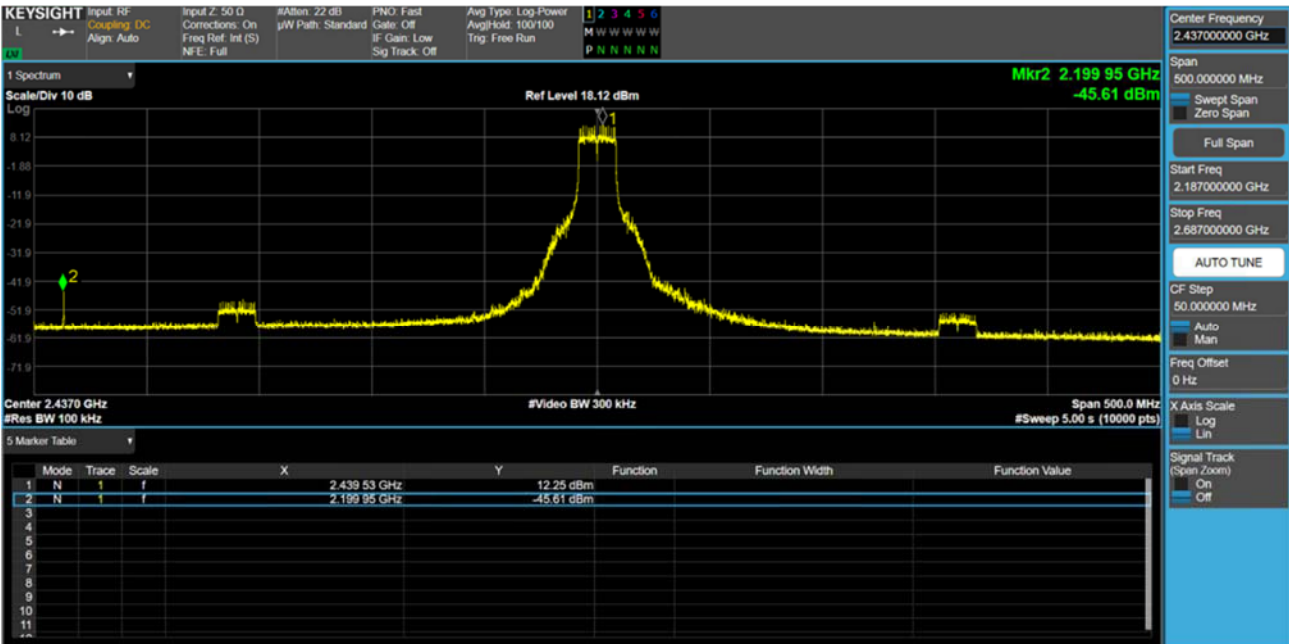 KEYSIGHT Input: RF Input Z: 50 Ω #Atten: 22 dB PNO: Fast Avg Type: Log-Power 1 2 3 4 5 6
L Coupling: DC Corrections: On µW Path: Standard Gate: Off Avg|Hold: 100/100 M W W W W W
Align: Auto Freq Ref: Int (S) IF Gain: Low Trig: Free Run
NFE: Full Sig Track: Off P N N N N N
1 Spectrum
Mkr2 2.199 95 GHz
Scale/Div 10 dB Ref Level 18.12 dBm -45.61 dBm
Log
1
8.12
-1.88
-11.9
-21.9
-31.9
-41.9
2
-51.9
-61.9
-71.9
Center 2.4370 GHz #Video BW 300 kHz Span 500.0 MHz
#Res BW 100 kHz #Sweep 5.00 s (10000 pts)
5 Marker Table
Mode Trace Scale X Y Function Function Width Function Value
1 N 1 f 2.439 53 GHz 12.25 dBm
2 N 1 f 2.199 95 GHz -45.61 dBm
3
4
5
6
7
8
9
10
11
Center Frequency
2.437000000 GHz
Span
500.000000 MHz
Swept Span
Zero Span
Full Span
Start Freq
2.187000000 GHz
Stop Freq
2.687000000 GHz
AUTO TUNE
CF Step
50.000000 MHz
Auto
Man
Freq Offset
0 Hz
X Axis Scale
Log
Lin
Signal Track
(Span Zoom)
On
Off